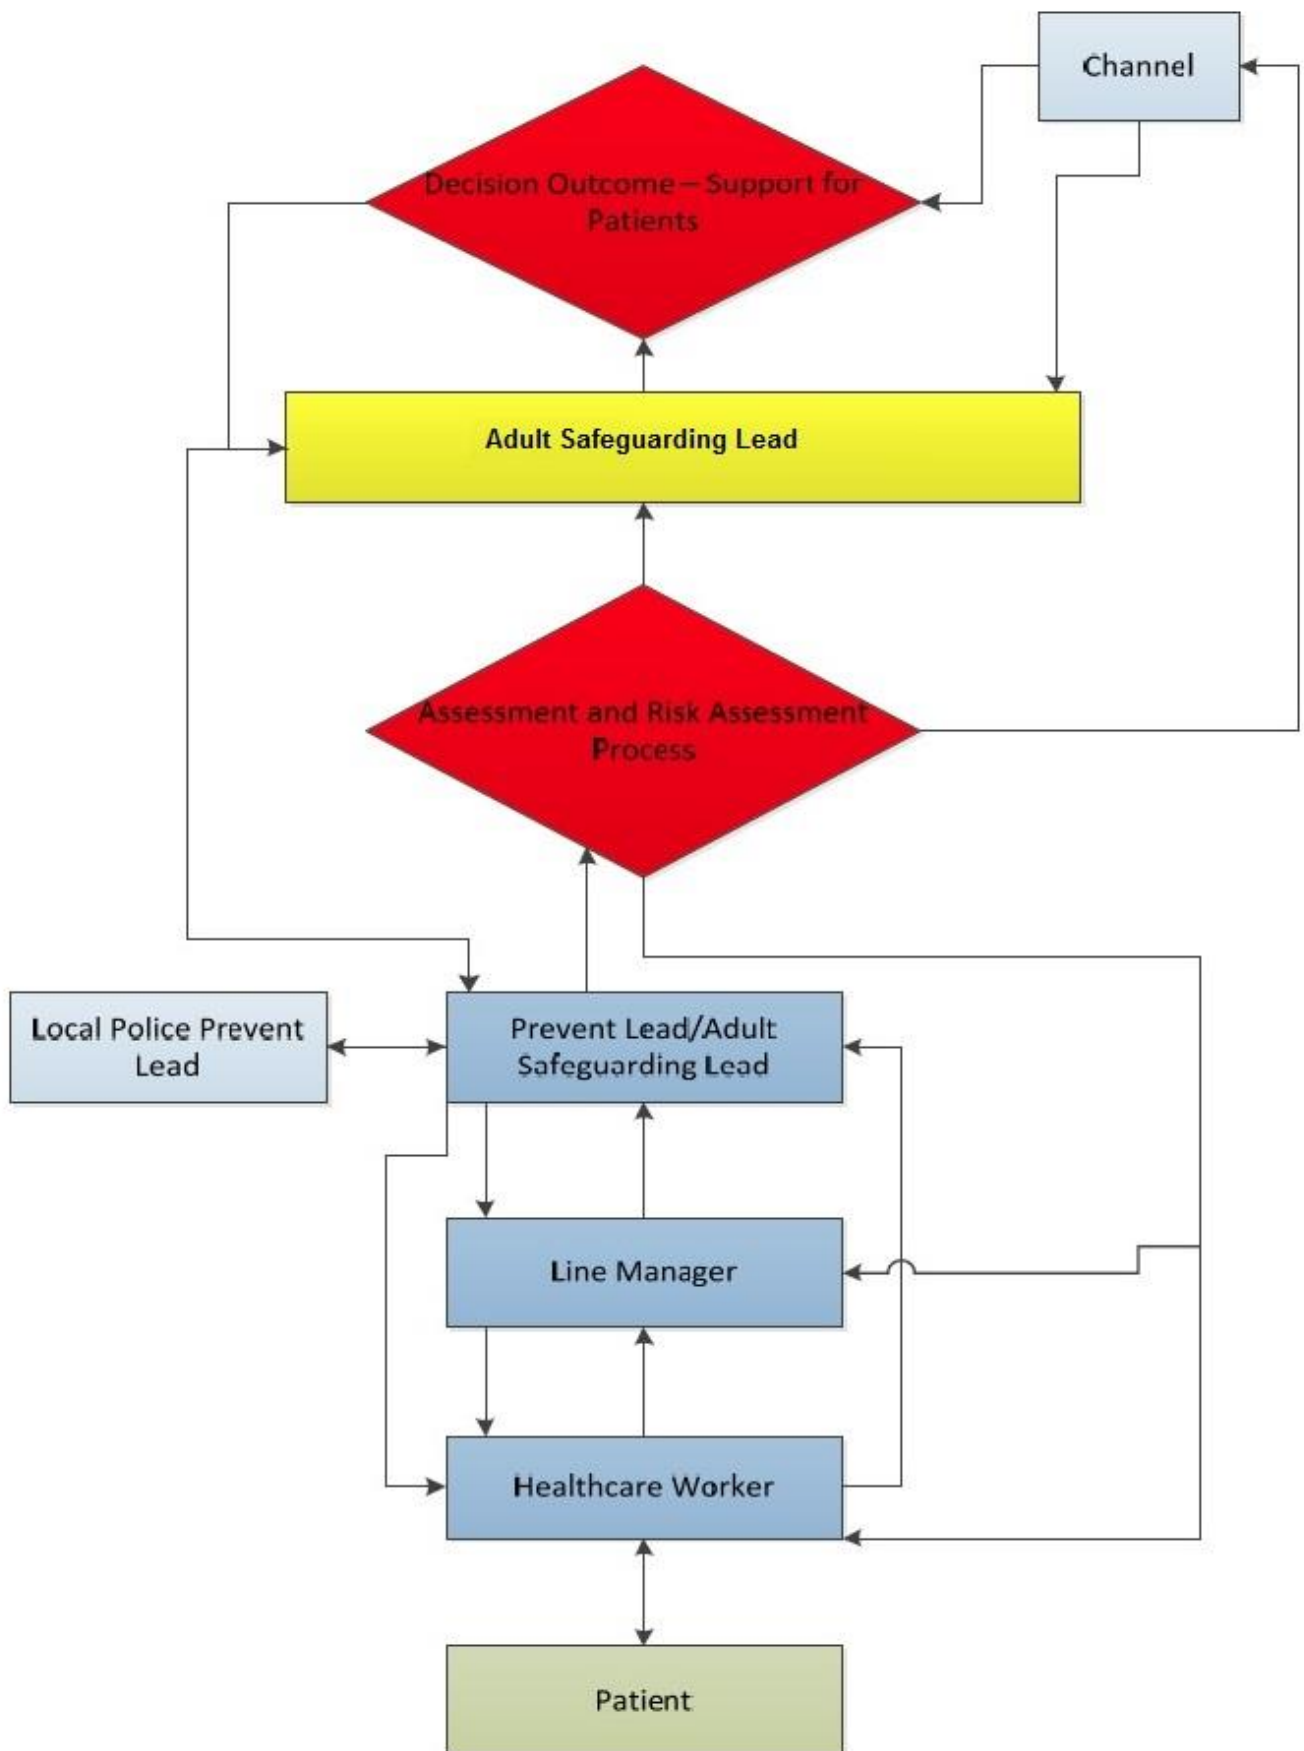 Channel
Decision Outcome – Support for
Patients
Adult Safeguarding Lead
Assessment and Risk Assessment
Process
Local Police Prevent
Lead
Prevent Lead/Adult
Safeguarding Lead
Line Manager
Healthcare Worker
Patient